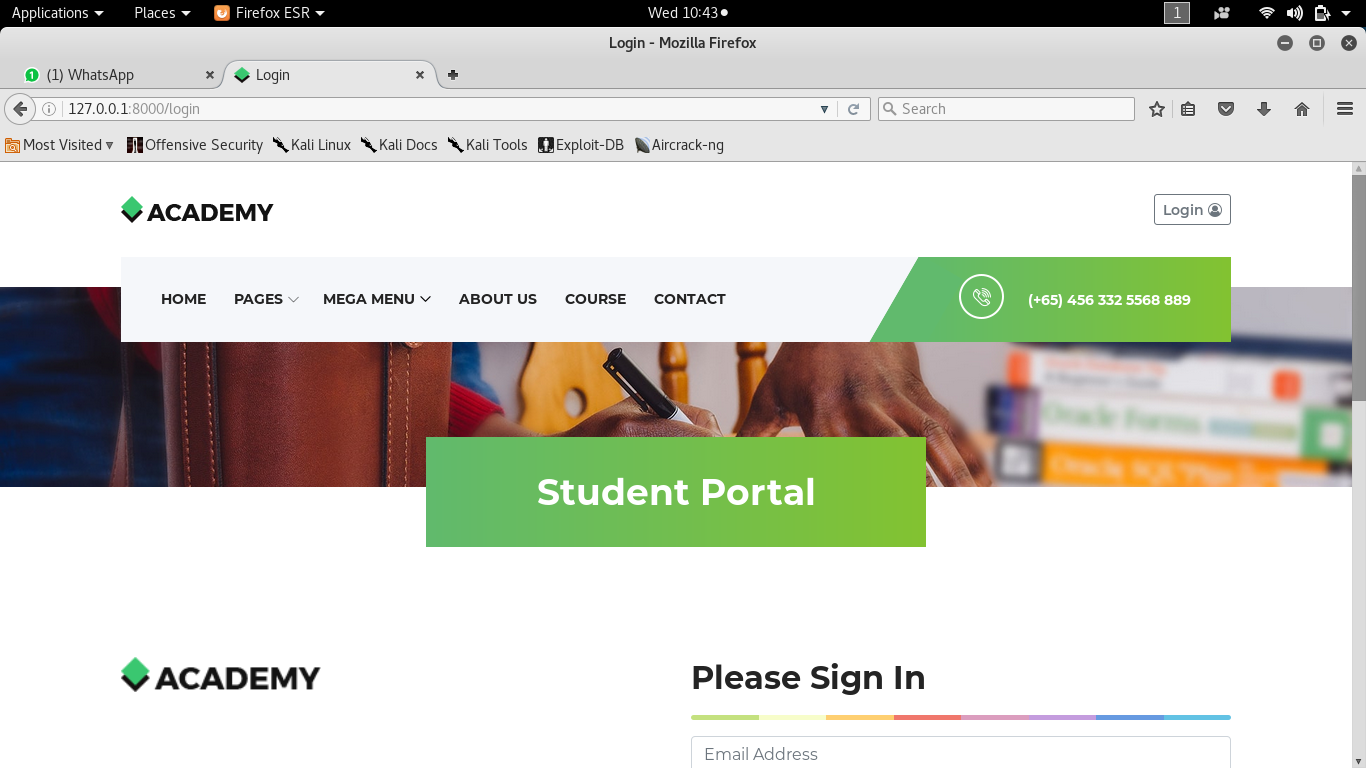 Applications Places Firefox ESR Wed 10:43 1
Login - Mozilla Firefox
(1) WhatsApp Login
127.0.0.1:8000/login Search
Most Visited Offensive Security Kali Linux Kali Docs Kali Tools Exploit-DB Aircrack-ng
ACADEMY Login
HOME PAGES MEGA MENU ABOUT US COURSE CONTACT (+65) 456 332 5568 889
Oracle Forms
Student Portal
ACADEMY Please Sign In
Email Address